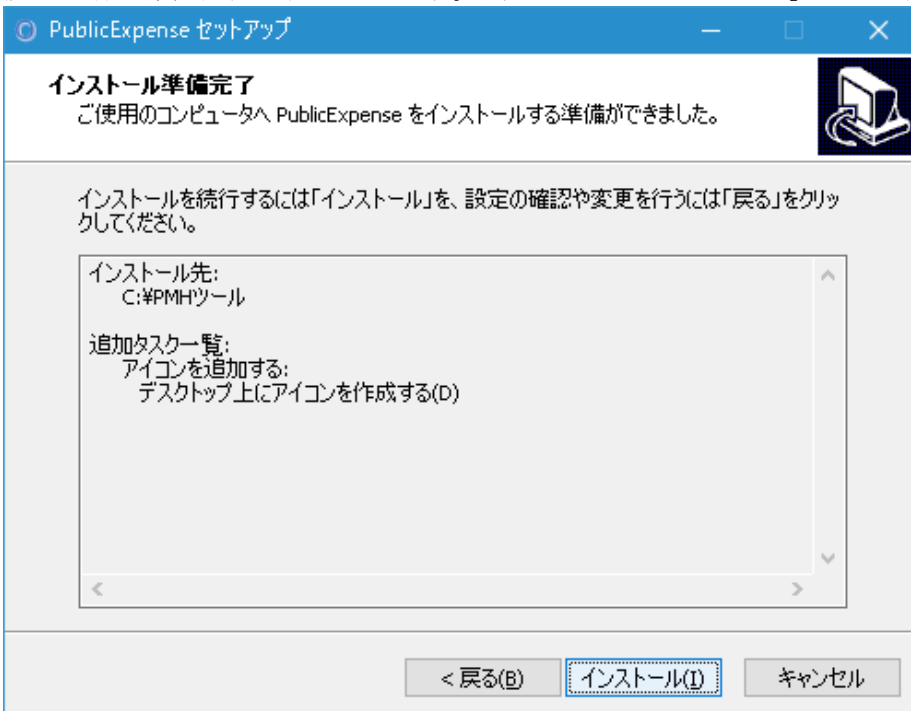 PublicExpense セットアップ
インストール準備完了
ご使用のコンピュータへ PublicExpense をインストールする準備ができました。
インストールを続行するには「インストール」を、設定の確認や変更を行うには「戻る」をクリッ
クしてください。
インストール先:
C:¥PMHツール
追加タスク一覧:
アイコンを追加する:
デスクトップ上にアイコンを作成する(D)
< 戻る(B)
インストール(I)
キャンセル